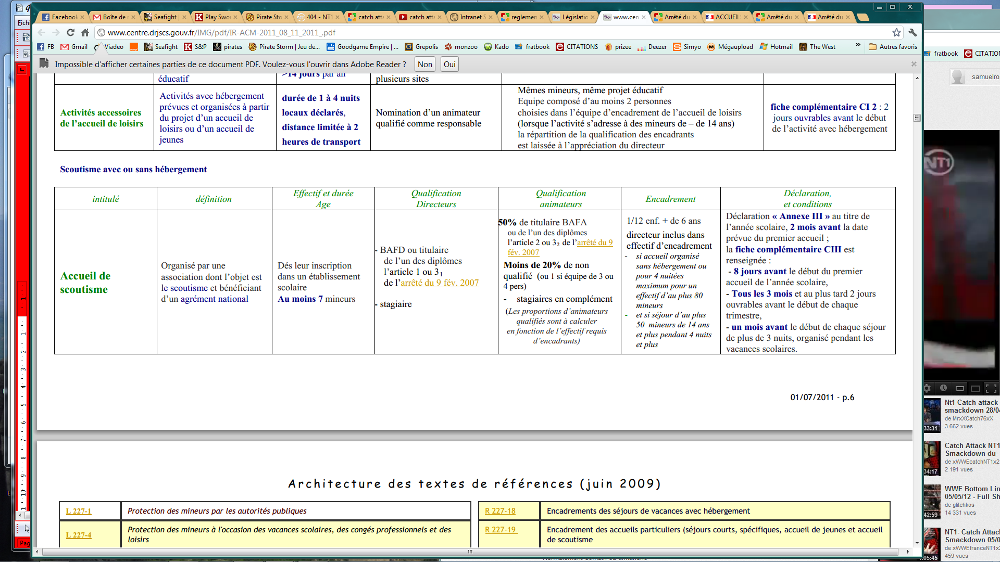 Fichi
Facebook
Boîte de r
Seafight |
Play Swor
Pirate Sto
404 - NT1
catch atta
catch atta
Intranet S
reglemen
Législatio
www.cen
Arrêté du
ACCUEILS
Arrêté du
Arrêté du
www.centre.drjscs.gouv.fr/IMG/pdf/IR-ACM-2011_08_11_2011_.pdf
FB
Gmail
Viadeo
Seafight
S&P
pirates
Pirate Storm | Jeu de...
Goodgame Empire | ...
Grepolis
monzoo
Kado
fratbook
CITATIONS
prizee
Deezer
Simyo
Mégaupload
Hotmail
The West
»
Autres favoris
fratbook
CITATION
Impossible d'afficher certaines parties de ce document PDF. Voulez-vous l'ouvrir dans Adobe Reader ?
Non
Oui
samuelro
éducatif
>14 jours par an
plusieurs sites
Activités accessoires
de l’accueil de loisirs
Activités avec hébergement
prévues et organisées à partir
du projet d’un accueil de
loisirs ou d’un accueil de
jeunes
durée de 1 à 4 nuits
locaux déclarés,
distance limitée à 2
heures de transport
Nomination d’un animateur
qualifié comme responsable
Mêmes mineurs, même projet éducatif
Equipe composé d’au moins 2 personnes
choisies dans l’équipe d’encadrement de l’accueil de loisirs
(lorsque l’activité s’adresse à des mineurs de – de 14 ans)
la répartition de la qualification des encadrants
est laissée à l’appréciation du directeur
fiche complémentaire CI 2 : 2
jours ouvrables avant le début
de l’activité avec hébergement
Scoutisme avec ou sans hébergement
intitulé
définition
Effectif et durée
Age
Qualification
Directeurs
Qualification
animateurs
Encadrement
Déclaration,
et conditions
Accueil de
scoutisme
Organisé par une
association dont l’objet est
le scoutisme et bénéficiant
d’un agrément national
Dés leur inscription
dans un établissement
scolaire
Au moins 7 mineurs
- BAFD ou titulaire
de l’un des diplômes
l’article 1 ou 3 1
de l’arrêté du 9 fév. 2007
- stagiaire
50% de titulaire BAFA
ou de l’un des diplômes
l’article 2 ou 3 2 de l’arrêté du 9
fév. 2007
Moins de 20% de non
qualifié (ou 1 si équipe de 3 ou
4 pers)
- stagiaires en complément
(Les proportions d’animateurs
qualifiés sont à calculer
en fonction de l’effectif requis
d’encadrants)
1/12 enf. + de 6 ans
directeur inclus dans
effectif d’encadrement
- si accueil organisé
sans hébergement ou
pour 4 nuitées
maximum pour un
effectif d’au plus 80
mineurs
- et si séjour d’au plus
50 mineurs de 14 ans
et plus pendant 4 nuits
et plus
Déclaration « Annexe III » au titre de
l’année scolaire, 2 mois avant la date
prévue du premier accueil ;
la fiche complémentaire CIII est
renseignée :
- 8 jours avant le début du premier
accueil de l’année scolaire,
- Tous les 3 mois et au plus tard 2 jours
ouvrables avant le début de chaque
trimestre,
- un mois avant le début de chaque séjour
de plus de 3 nuits, organisé pendant les
vacances scolaires.
01/07/2011 - p.6
Architecture des textes de références (juin 2009)
L 227-1
Protection des mineurs par les autorités publiques
R 227-18
Encadrements des séjours de vacances avec hébergement
L 227-4
Protection des mineurs à l'occasion des vacances scolaires, des congés professionnels et des
loisirs
R 227-19
Encadrement des accueils particuliers (séjours courts, spécifiques, accueil de jeunes et accueil
de scoutisme
NT1
Nt1 Catch attack
smackdown 28/04
de MrxXCatch76xX
3 662 vues
33:31
Catch Attack NT1
Smackdown du
de xWWEcatchNT1x2
2 191 vues
34:17
WWE Bottom Lin
05/05/12 - Full Sh
de glitchkos
14 331 vues
42:59
NT1- Catch Attac
Smackdown 05/0
de xWWEfranceNT1x2
459 vues
1:05:45
Pag